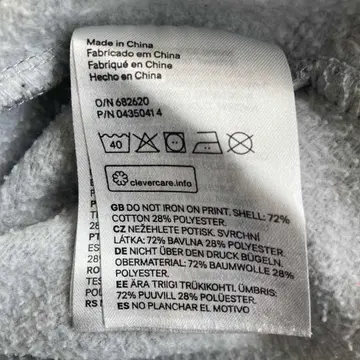 Made in China
Fabricado em China
Fabriqué en Chine
Hecho en China
O/N 682620
P/N 04350414
40
clevercare.info
GB DO NOT IRON ON PRINT. SHELL: 72%
COTTON 28% POLYESTER.
CZ NEŽEHLETE POTISK. SVRCHNÍ
LÁTKA: 72% BAVLNA 28% POLYESTER.
DE NICHT ÜBER DEN DRUCK BÜGELN.
OBERMATERIAL: 72% BAUMWOLLE 28%
POLYESTER.
EE ÄRA TRIIGI TRÜKIKOHTI. ÜMBRIS:
72% PUUVILL 28% POLÜESTER.
ES NO PLANCHAR EL MOTIVO